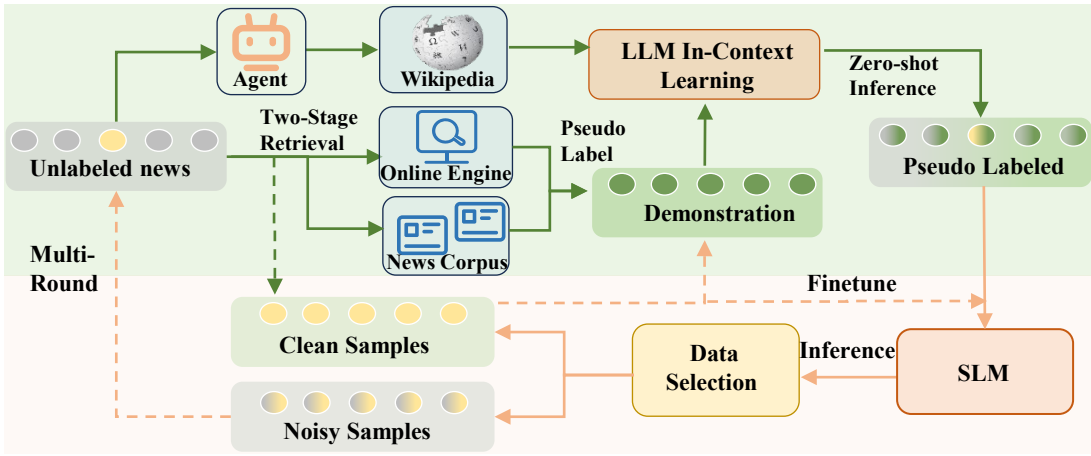 Agent
Wikipedia
LLM In-Context
Learning
Zero-shot
Inference
Two-Stage
Retrieval
Unlabeled news
Online Engine
Pseudo
Label
Pseudo Labeled
Demonstration
News Corpus
Multi-
Round
Finetune
Clean Samples
Data
Selection
Inference
SLM
Noisy Samples